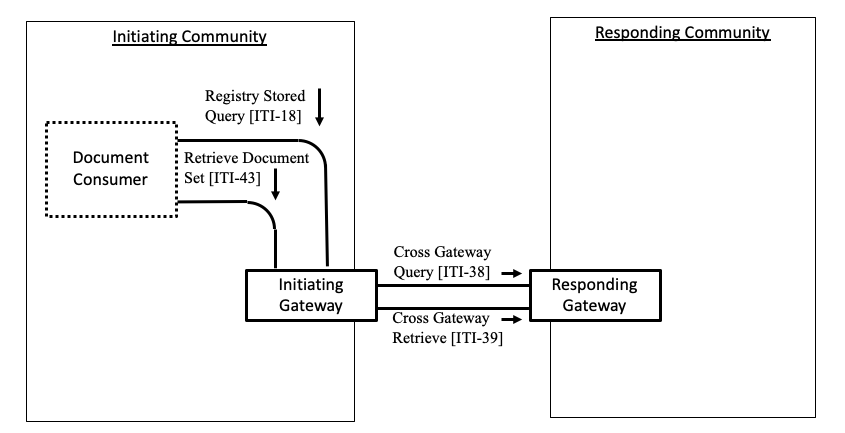 Initiating Community
Responding Community
Registry Stored
Query [ITI-18]
Document
Consumer
Retrieve Document
Set [ITI-43]
Cross Gateway
Query [ITI-38]
Initiating
Gateway
Responding
Gateway
Cross Gateway
Retrieve [ITI-39]